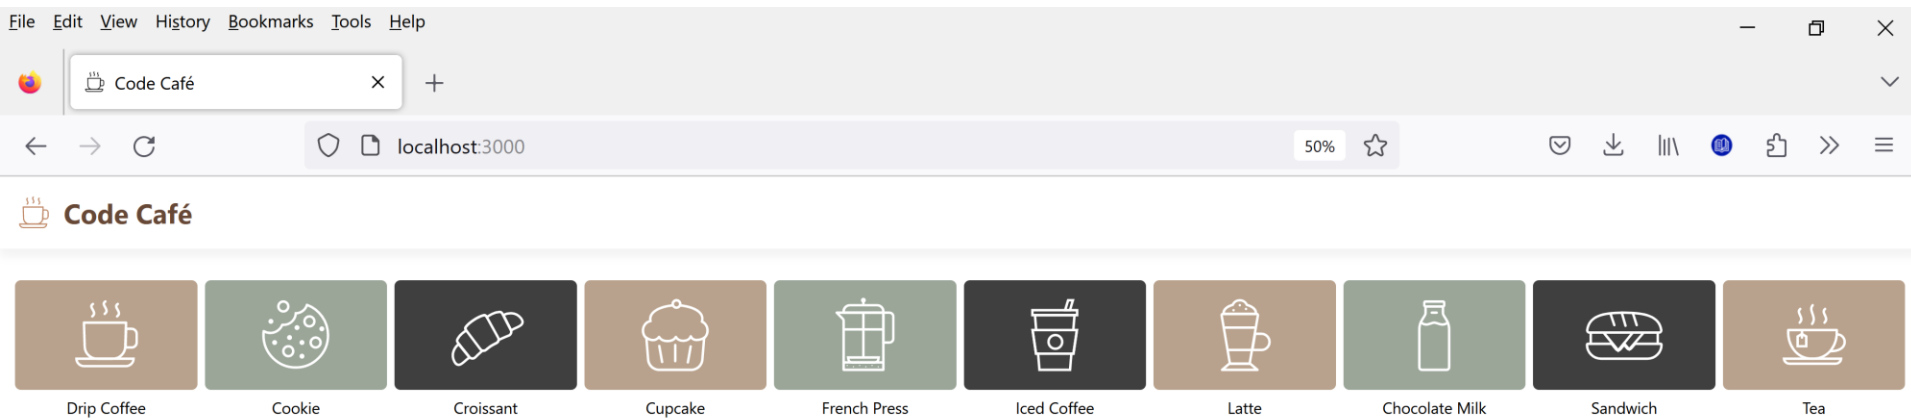 File Edit View History Bookmarks Tools Help
Code Café
localhost:3000 50%
Code Café
Drip Coffee Cookie Croissant Cupcake French Press Iced Coffee Latte Chocolate Milk Sandwich Tea